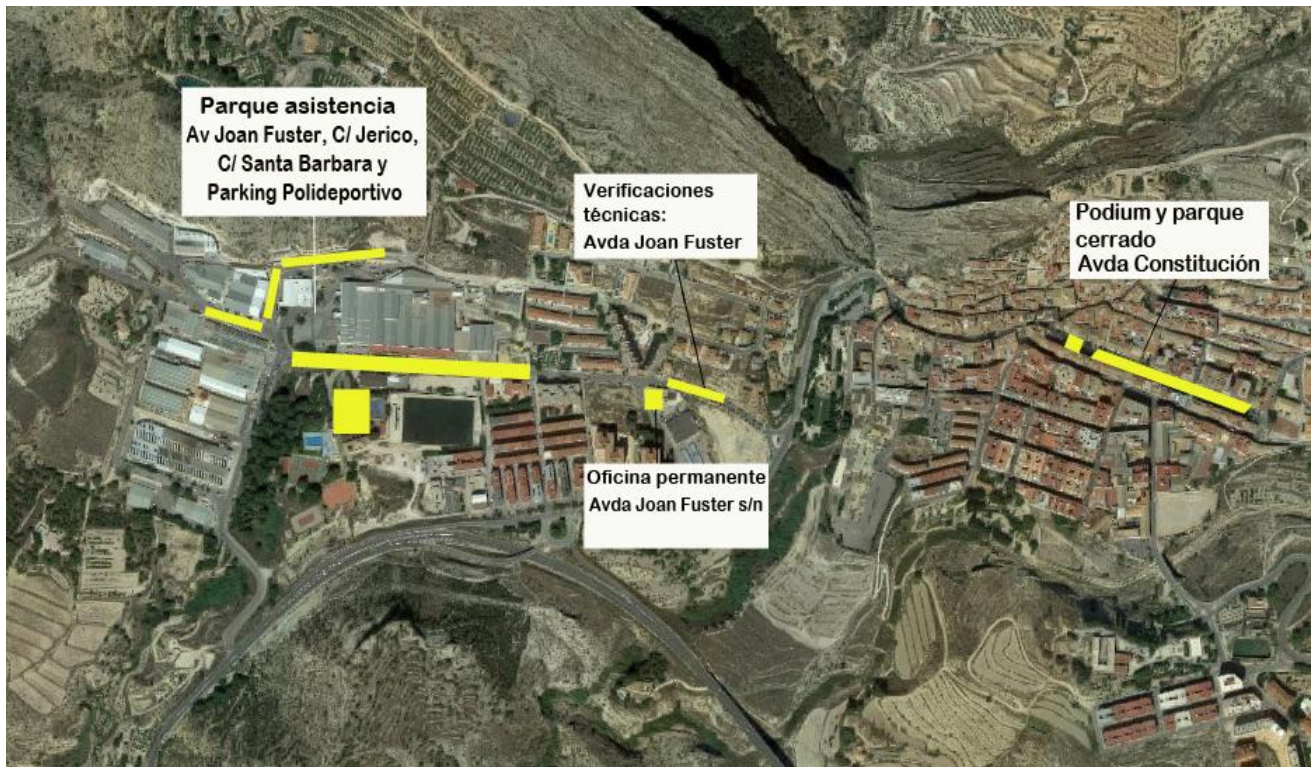 Parque asistencia
Av Joan Fuster, C/ Jerico,
C/ Santa Barbara y
Parking Polideportivo
Verificaciones
técnicas:
Avda Joan Fuster
Podium y parque
cerrado
Avda Constitución
Oficina permanente
Avda Joan Fuster s/n